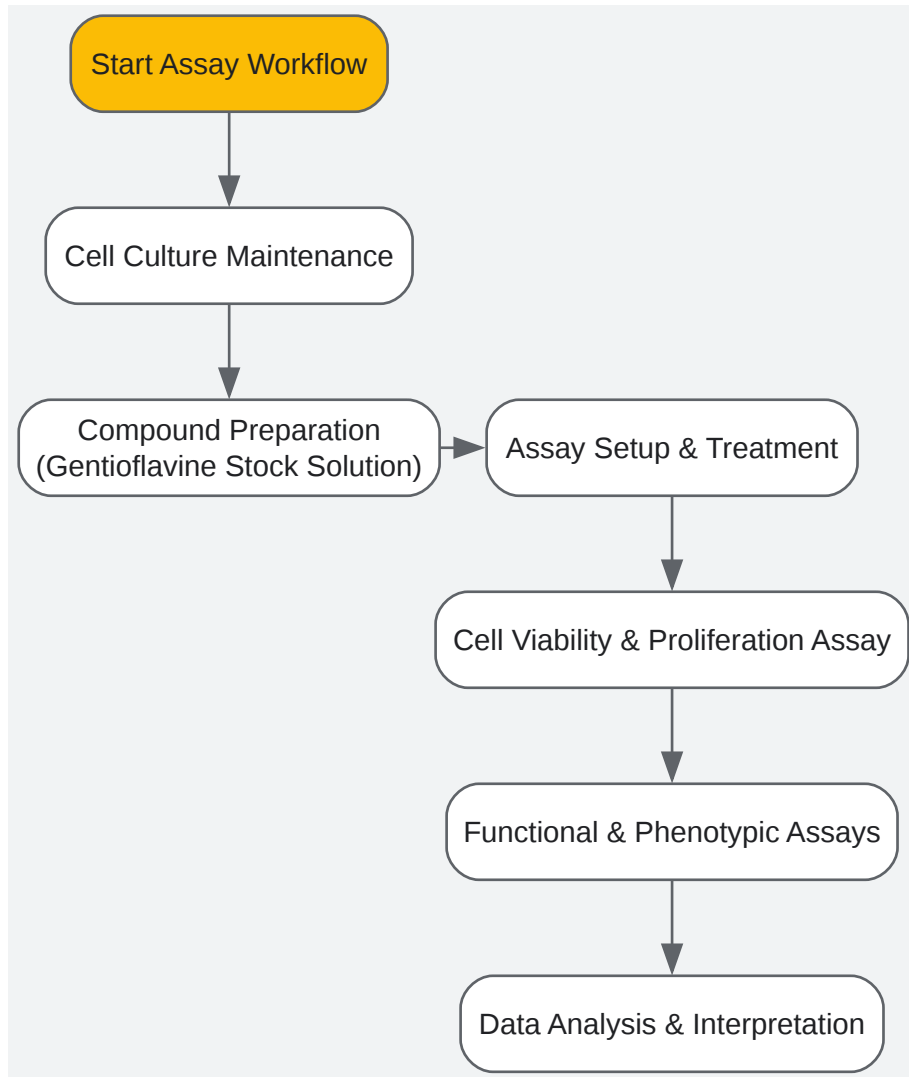 Start Assay Workflow
Cell Culture Maintenance
Compound Preparation
(Gentioflavine Stock Solution)
Assay Setup & Treatment
Cell Viability & Proliferation Assay
Functional & Phenotypic Assays
Data Analysis & Interpretation